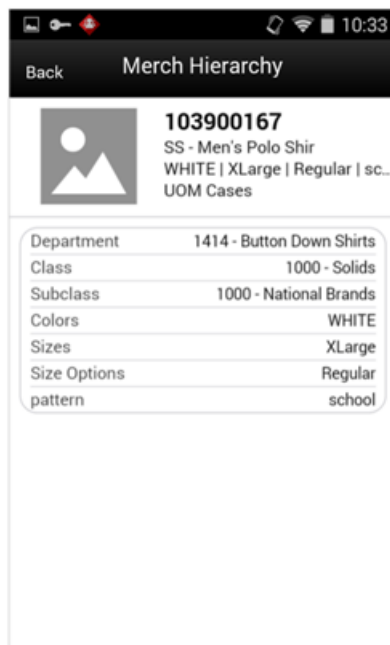 10:33
Back
Merch Hierarchy
103900167
SS - Men's Polo Shir
WHITE | XLarge | Regular | sc...
UOM Cases
Department 1414 - Button Down Shirts
Class 1000 - Solids
Subclass 1000 - National Brands
Colors WHITE
Sizes XLarge
Size Options Regular
pattern school